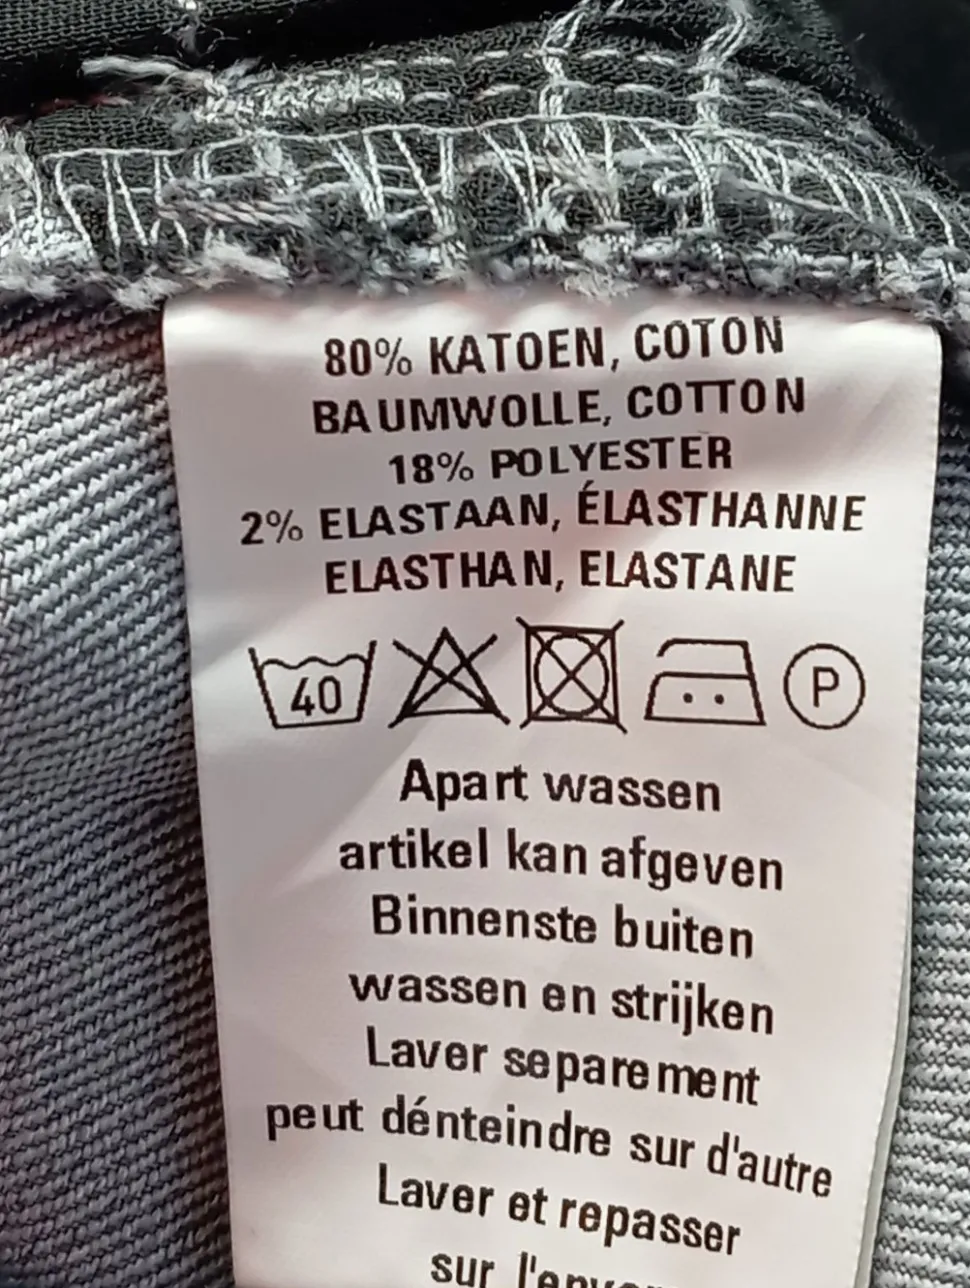 80% KATOEN, COTON
BAUMWOLLE, COTTON
18% POLYESTER
2% ELASTAAN, ÉLASTHANNE
ELASTHAN, ELASTANE
40 P
Apart wassen
artikel kan afgeven
Binnenste buiten
wassen en strijken
Laver separement
peut dénteindre sur d'autre
Laver et repasser
sur